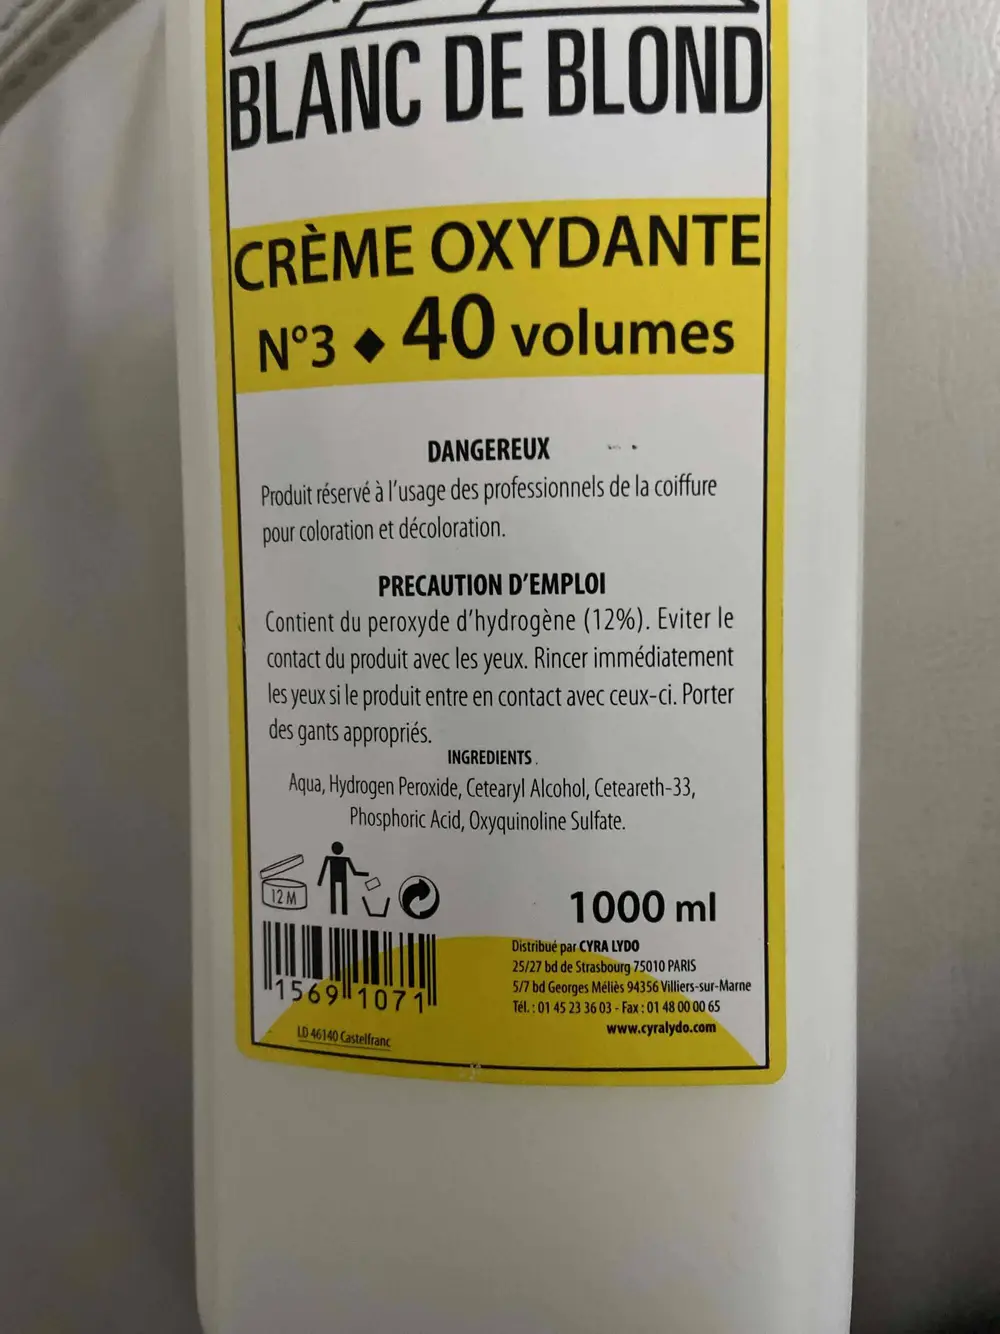 BLANC DE BLOND
CRÈME OXYDANTE
N°3 ◆ 40 volumes
DANGEREUX
Produit réservé à l'usage des professionnels de la coiffure
pour coloration et décoloration.
PRECAUTION D'EMPLOI
Contient du peroxyde d'hydrogène (12%). Eviter le
contact du produit avec les yeux. Rincer immédiatement
les yeux si le produit entre en contact avec ceux-ci. Porter
des gants appropriés.
INGREDIENTS.
Aqua, Hydrogen Peroxide, Cetearyl Alcohol, Ceteareth-33,
Phosphoric Acid, Oxyquinoline Sulfate.
12 M
1000 ml
1569 1071
Distribué par CYRA LYDO
25/27 bd de Strasbourg 75010 PARIS
5/7 bd Georges Méliès 94356 Villiers-sur-Marne
Tél. : 01 45 23 36 03 - Fax : 01 48 00 00 65
www.cyralydo.com
LD 46140 Castelfranc